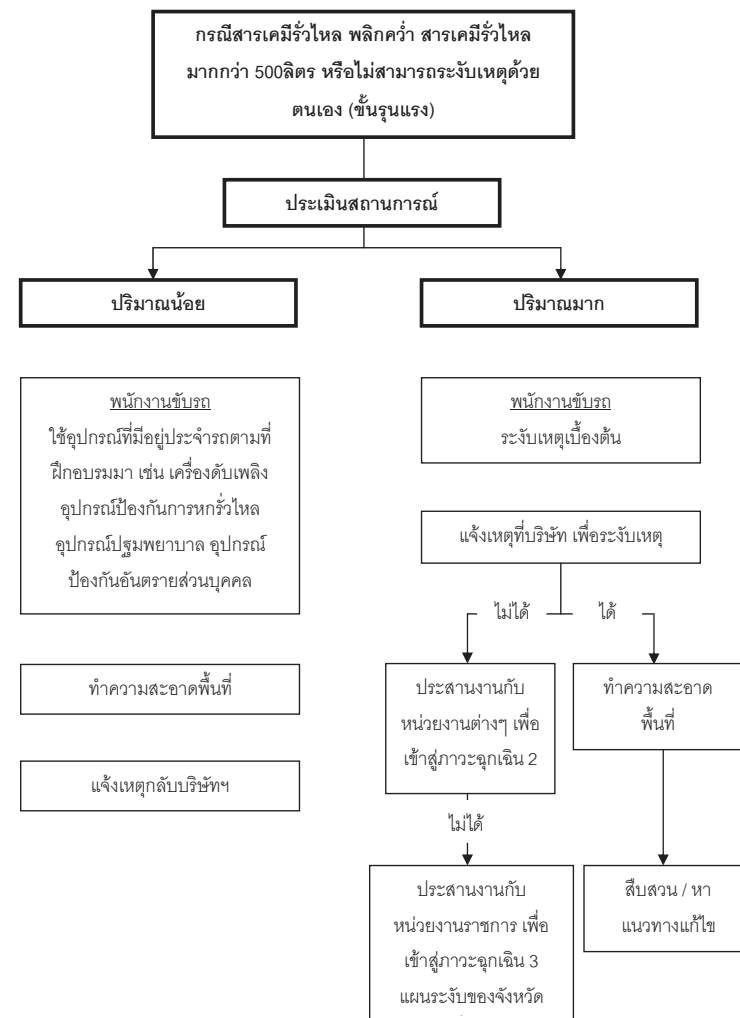 กรณีสารเคมีรั่วไหล พลิกคว่ำ สารเคมีรั่วไหล
มากกว่า 500ลิตร หรือไม่สามารถระงับเหตุด้วย
ตนเอง (ขั้นรุนแรง)
ประเมินสถานการณ์
ปริมาณน้อย
พนักงานขับรถ
ใช้อุปกรณ์ที่มีอยู่ประจำรถตามที่
ฝึกอบรมมา เช่น เครื่องดับเพลิง
อุปกรณ์ป้องกันการหกรั่วไหล
อุปกรณ์ปฐมพยาบาล อุปกรณ์
ป้องกันอันตรายส่วนบุคคล
ทำความสะอาดพื้นที่
แจ้งเหตุกลับบริษัทฯ
ปริมาณมาก
พนักงานขับรถ
ระงับเหตุเบื้องต้น
แจ้งเหตุที่บริษัท เพื่อระงับเหตุ
ไม่ได้
ได้
ประสานงานกับ
หน่วยงานต่างๆ เพื่อ
เข้าสู่ภาวะฉุกเฉิน 2
ไม่ได้
ประสานงานกับ
หน่วยงานราชการ เพื่อ
เข้าสู่ภาวะฉุกเฉิน 3
แผนระงับของจังหวัด
ทำความสะอาด
พื้นที่
สืบสวน / หา
แนวทางแก้ไข